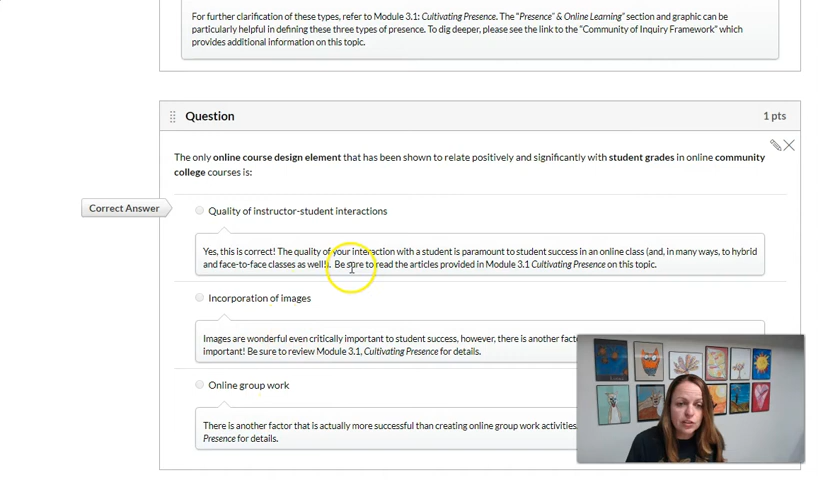 For further clarification of these types, refer to Module 3.1: Cultivating Presence. The "Presence" & Online Learning" section and graphic can be
particularly helpful in defining these three types of presence. To dig deeper, please see the link to the "Community of Inquiry Framework" which
provides additional information on this topic.
Question
1 pts
The only online course design element that has been shown to relate positively and significantly with student grades in online community
college courses is:
Correct Answer
Quality of instructor-student interactions
Yes, this is correct! The quality of your interaction with a student is paramount to student success in an online class (and, in many ways, to hybrid
and face-to-face classes as well!). Be sure to read the articles provided in Module 3.1 Cultivating Presence on this topic.
Incorporation of images
Images are wonderful even critically important to student success, however, there is another
important! Be sure to review Module 3.1, Cultivating Presence for details.
Online group work
There is another factor that is actually more successful than creating online group work activities.
Presence for details.